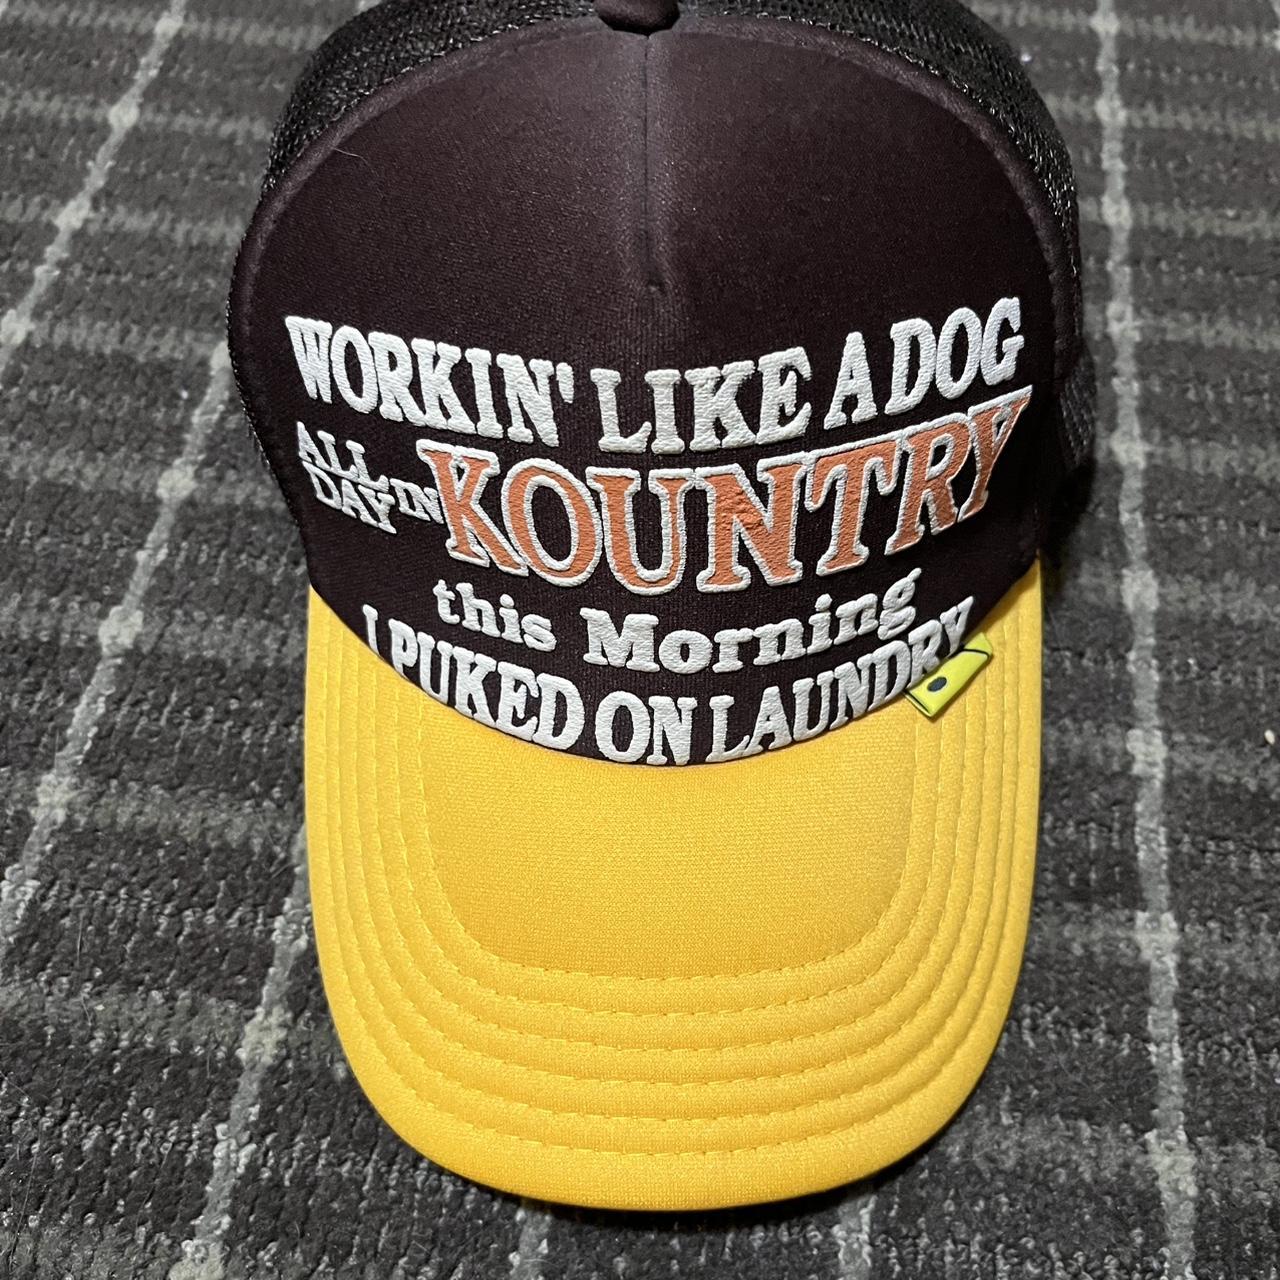 WORKIN' LIKE A DOG
ALL DAY IN KOUNTRY
this Morning
I PUKED ON LAUNDRY